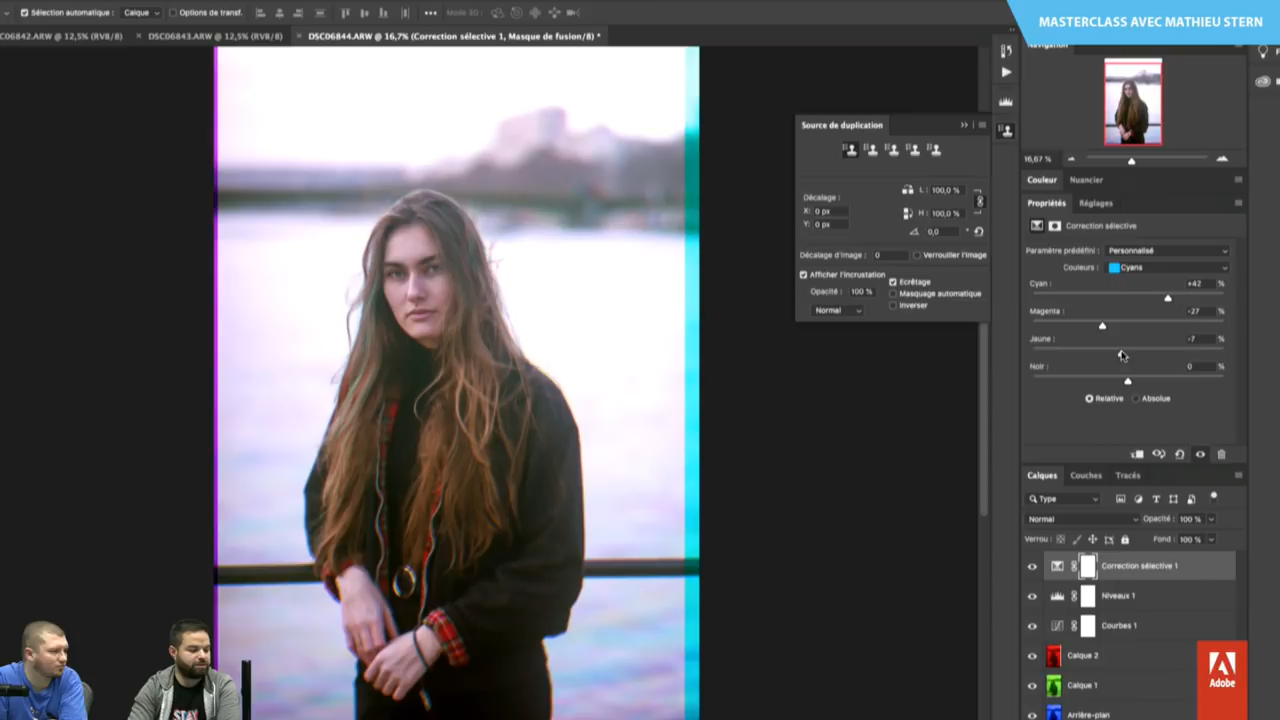 Sélection automatique : Calque Options de transf. Mode 3D :
MASTERCLASS AVEC MATHIEU STERN
DSC06843.ARW @ 12,5% (RVB/8) × DSC06844.ARW @ 16,7% (Correction sélective 1, Masque de fusion/8) *
C06842.ARW @ 12,5% (RVB/8) ×
Navigation
16,67 %
Source de duplication
Décalage :
X: 0 px
Y: 0 px
L : 100,0 %
H : 100,0 %
0,0 °
Décalage d'image : 0 Verrouiller l'image
Afficher l'incrustation
Opacité : 100 %
Normal
Ecrêtage
Masquage automatique
Inverser
Couleur Nuancier
Propriétés Réglages
Correction sélective
Paramètre prédéfini : Personnalisé
Couleurs : Cyans
Cyan : +42 %
Magenta : -27 %
Jaune : -7 %
Noir : 0 %
Relative Absolue
Calques Couches Tracés
Type
Normal Opacité : 100 %
Verrou : Fond : 100 %
Correction sélective 1
Niveaux 1
Courbes 1
Calque 2
Calque 1
Arrière-plan
Adobe
STAY